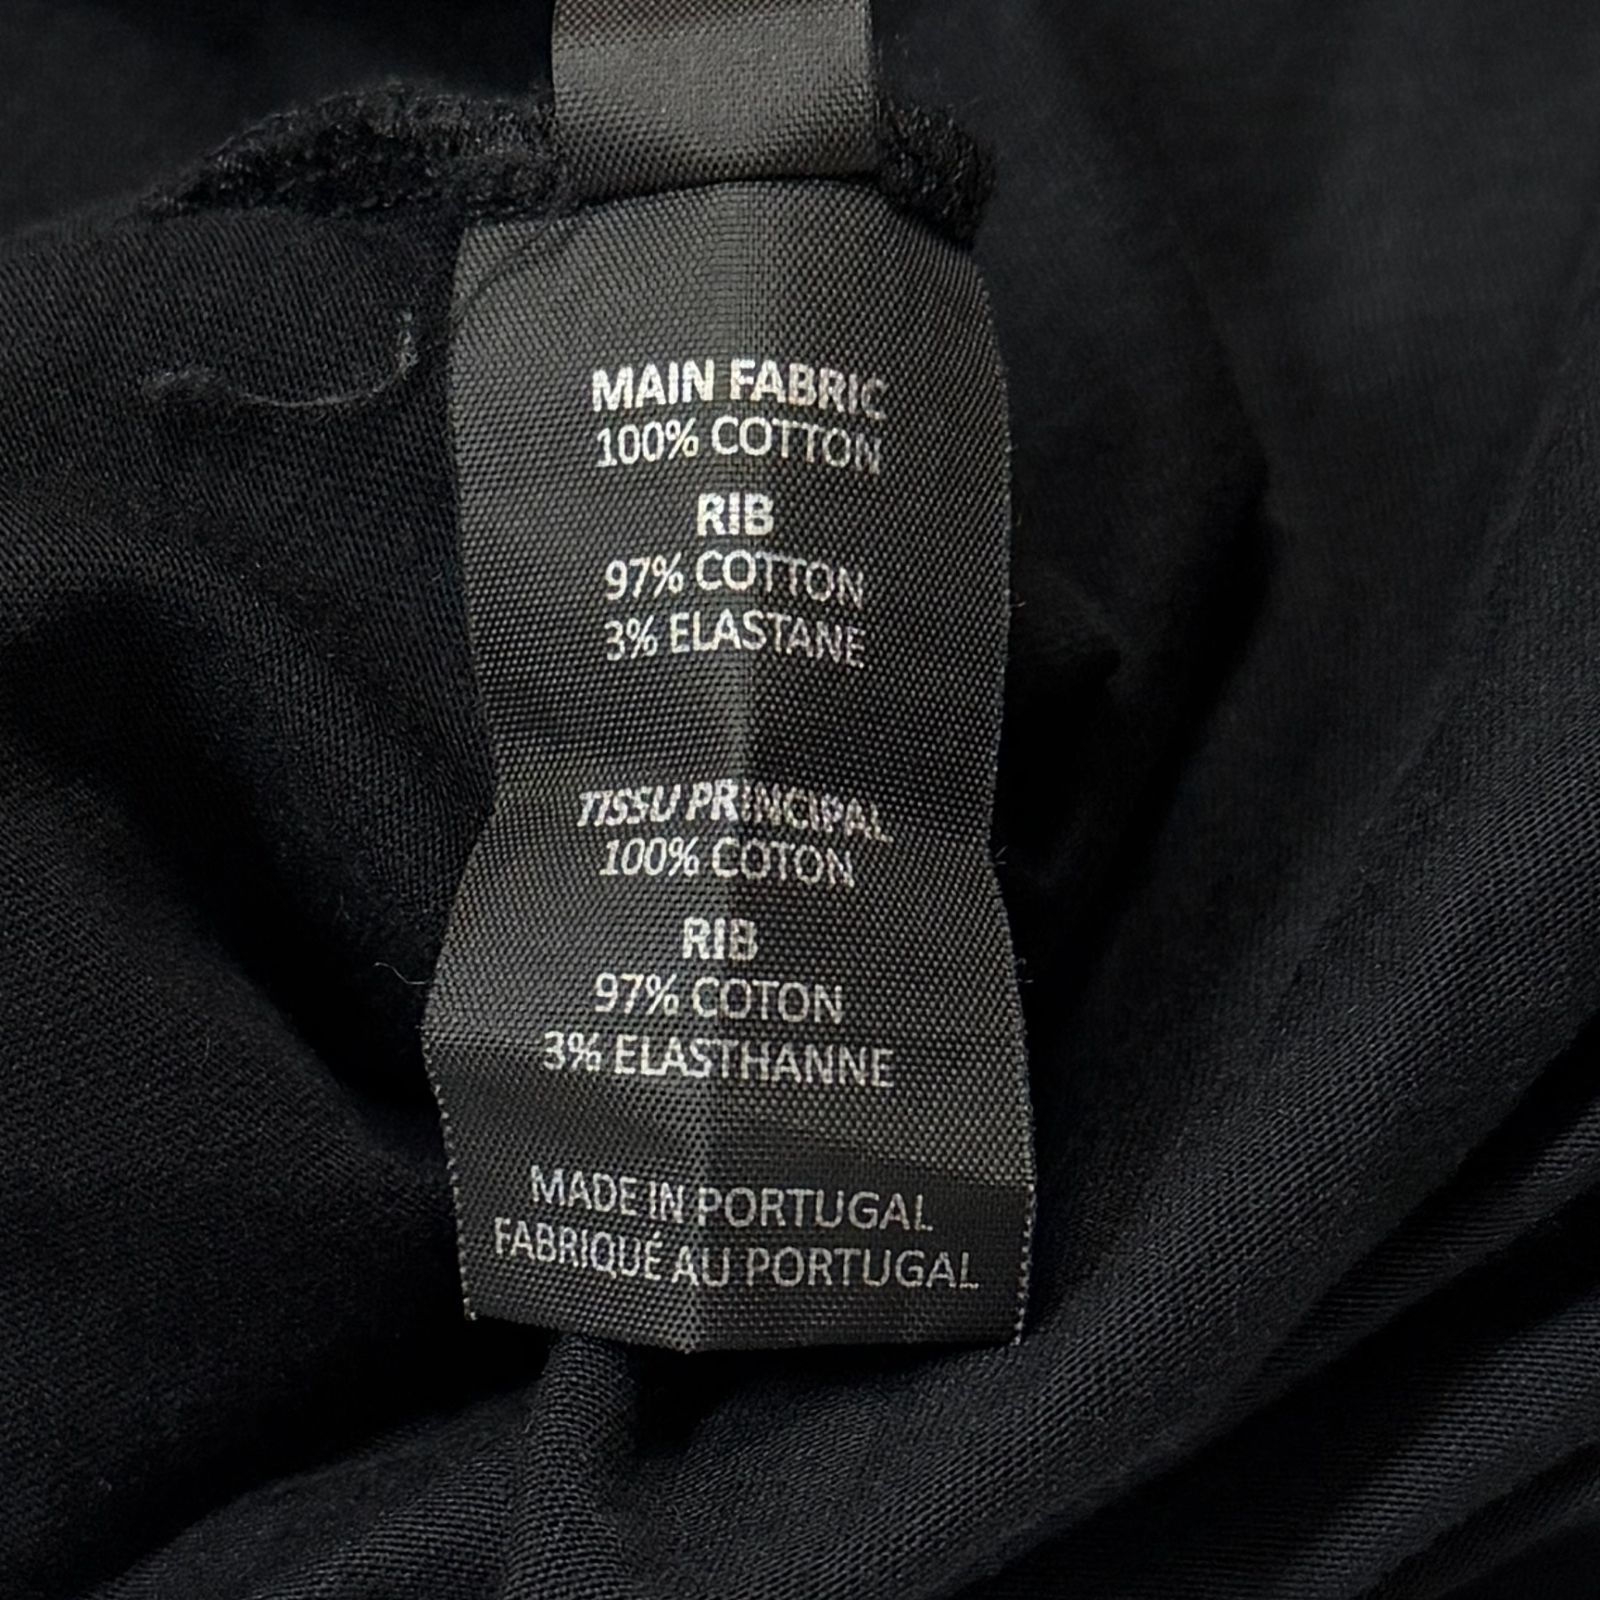 MAIN FABRIC
100% COTTON
RIB
97% COTTON
3% ELASTANE
TISSU PRINCIPAL
100% COTON
RIB
97% COTON
3% ELASTHANNE
MADE IN PORTUGAL
FABRIQUÉ AU PORTUGAL